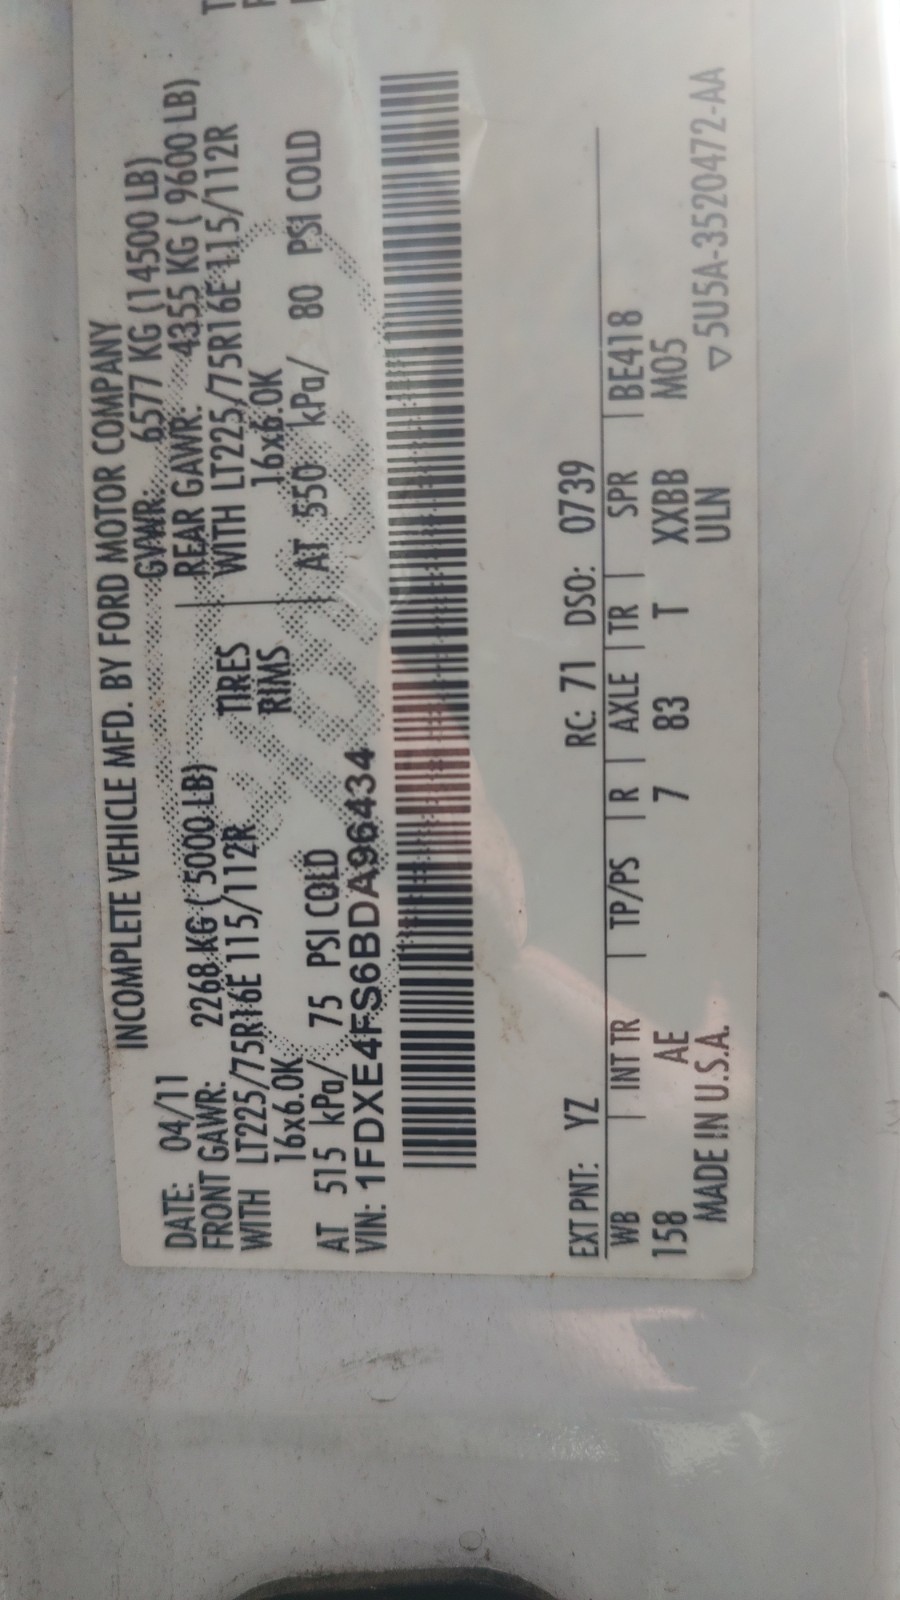 INCOMPLETE VEHICLE MFD. BY FORD MOTOR COMPANY
DATE: 04/11 GVWR: 6577 KG (14500 LB)
FRONT GAWR: 2268 KG ( 5000 LB) REAR GAWR: 4355 KG ( 9600 LB)
WITH LT225/75R16E 115/112R TIRES WITH LT225/75R16E 115/112R
16x6.0K RIMS 16x6.0K
AT 515 kPa/ 75 PSI COLD AT 550 kPa/ 80 PSI COLD
VIN: 1FDXE4FS6BDA96434
EXT PNT: YZ RC: 71 DSO: 0739
WB | INT TR | TP/PS | R | AXLE | TR | SPR | BE418
158 AE 7 83 T XXBB M05
MADE IN U.S.A. ULN ▽5U5A-3520472-AA